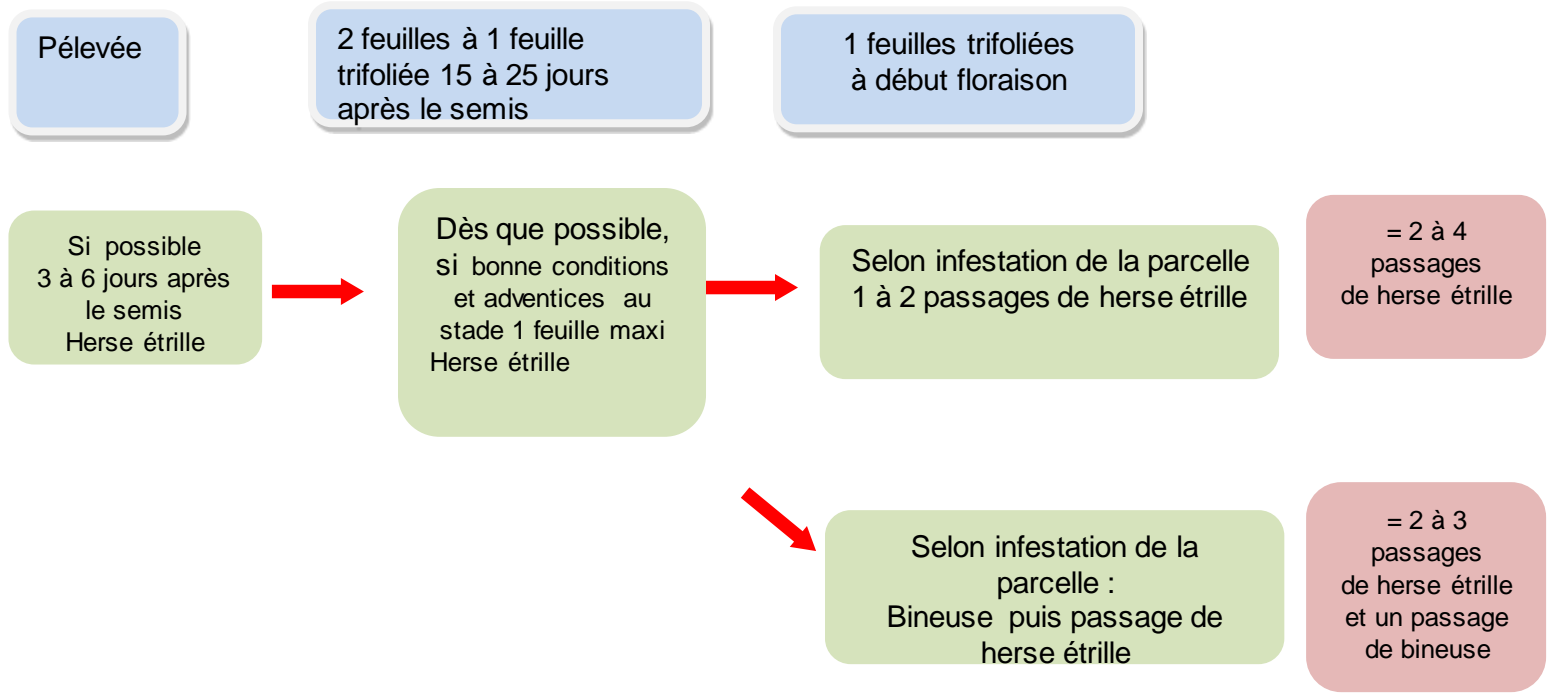 Pélevée
2 feuilles à 1 feuille
trifoliée 15 à 25 jours
après le semis
1 feuilles trifoliées
à début floraison
Si possible
3 à 6 jours après
le semis
Herse étrille
Dès que possible,
si bonne conditions
et adventices au
stade 1 feuille maxi
Herse étrille
Selon infestation de la parcelle
1 à 2 passages de herse étrille
= 2 à 4
passages
de herse étrille
Selon infestation de la
parcelle :
Bineuse puis passage de
herse étrille
= 2 à 3
passages
de herse étrille
et un passage
de bineuse